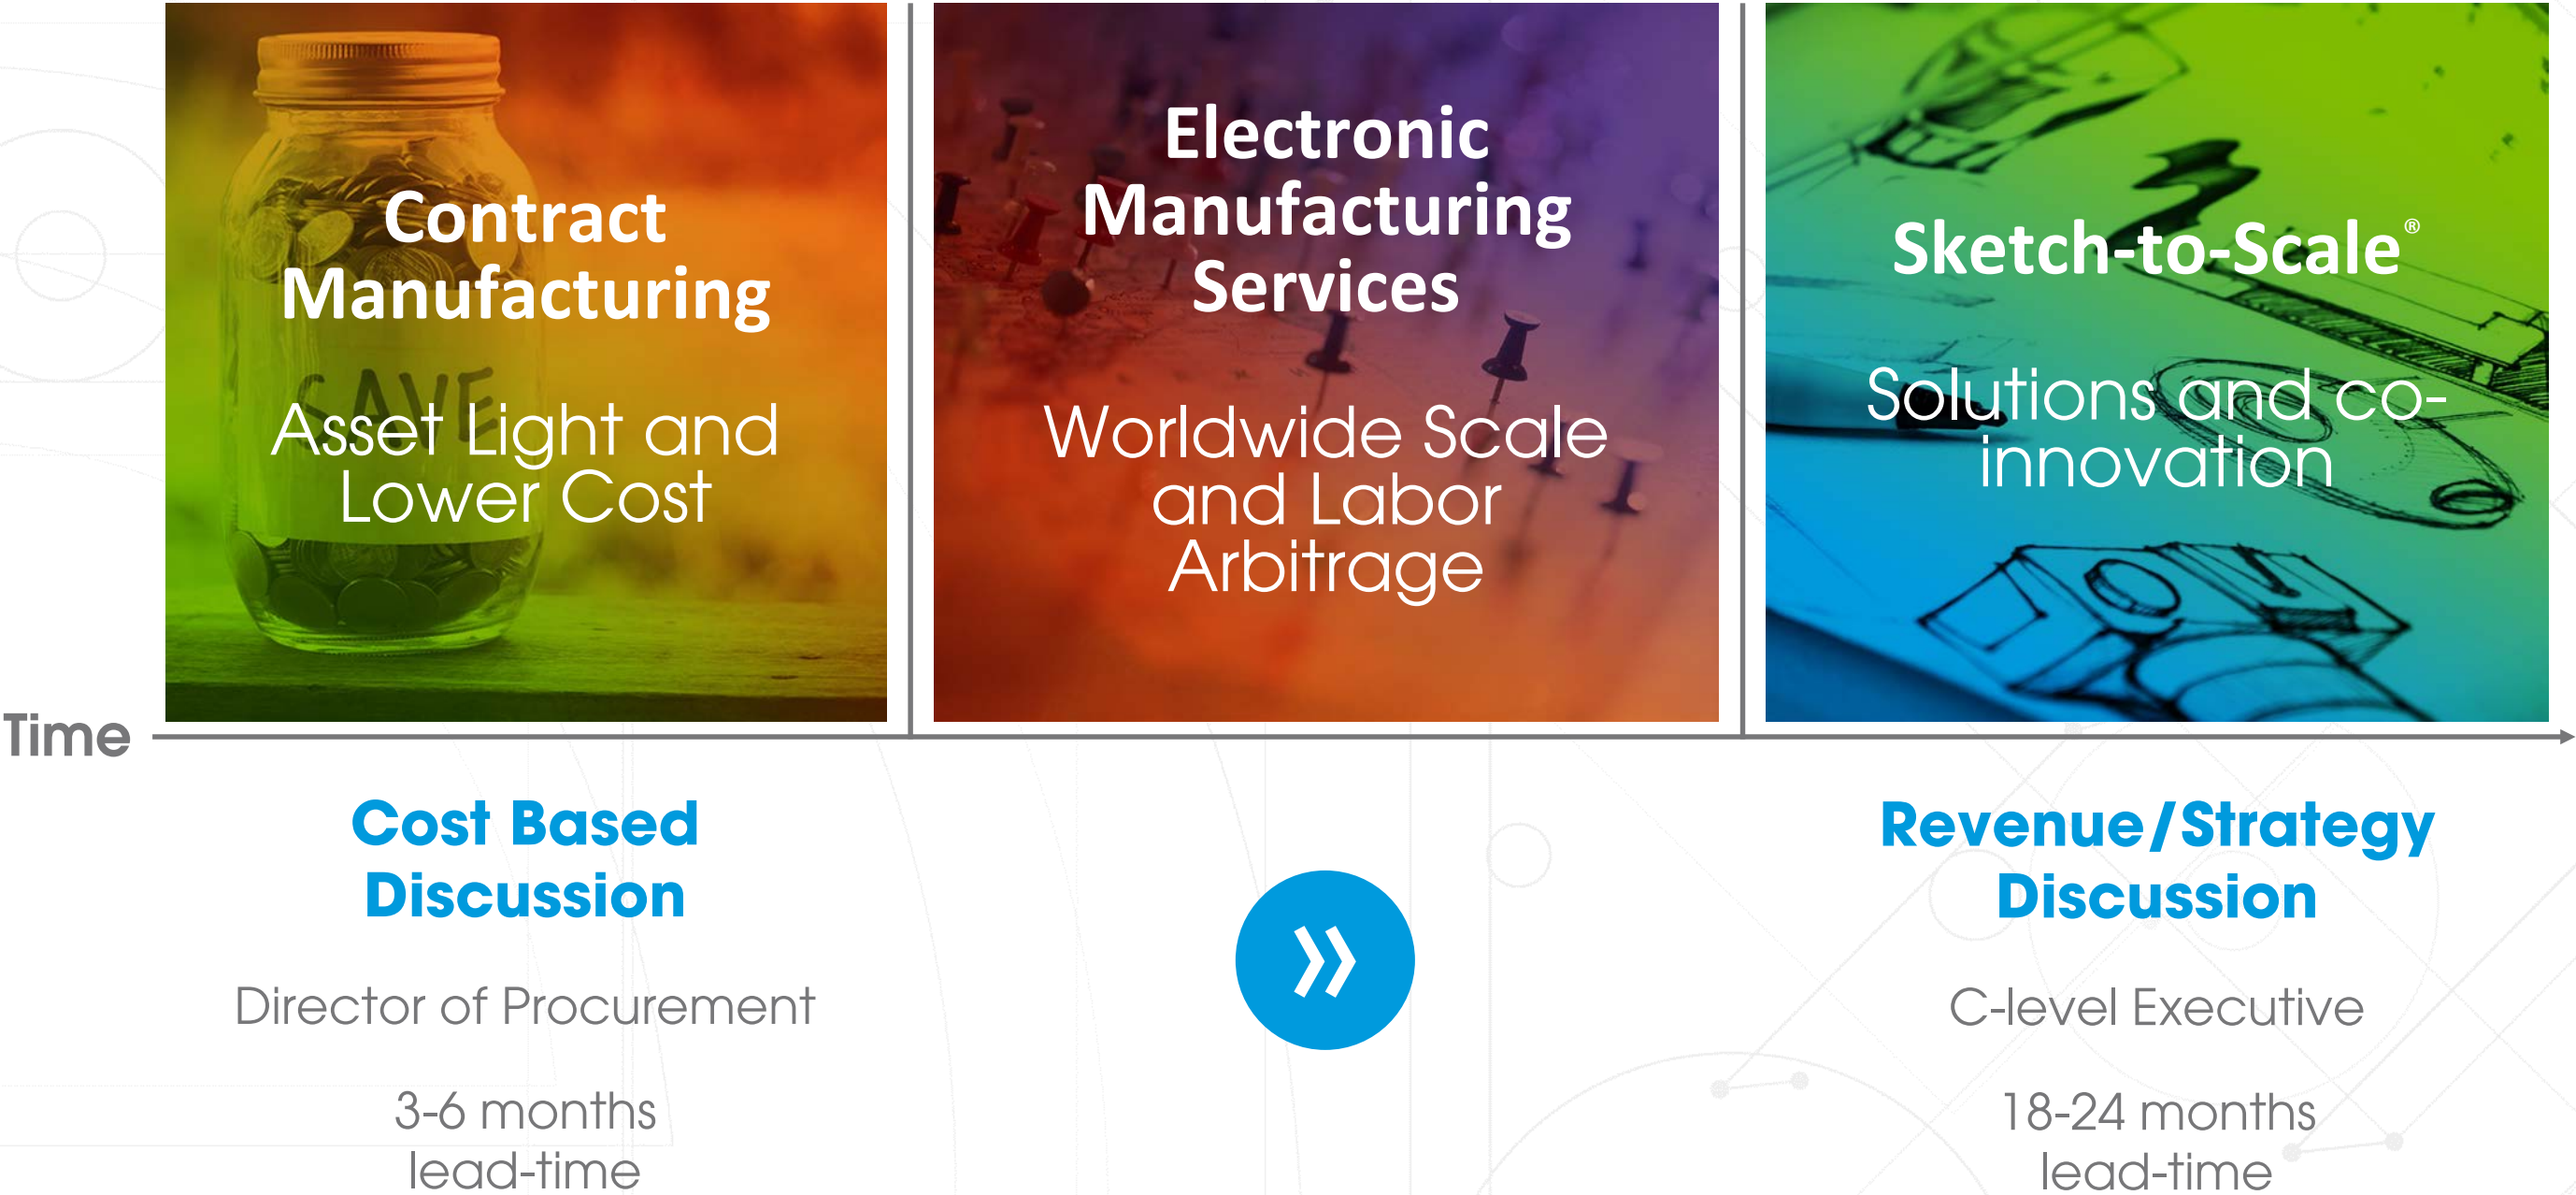 Contract
Manufacturing
SAVE
Asset Light and
Lower Cost
Electronic
Manufacturing
Services
Worldwide Scale
and Labor
Arbitrage
Sketch-to-Scale®
Solutions and co-
innovation
Time
Cost Based
Discussion
Director of Procurement
3-6 months
lead-time
Revenue/Strategy
Discussion
C-level Executive
18-24 months
lead-time